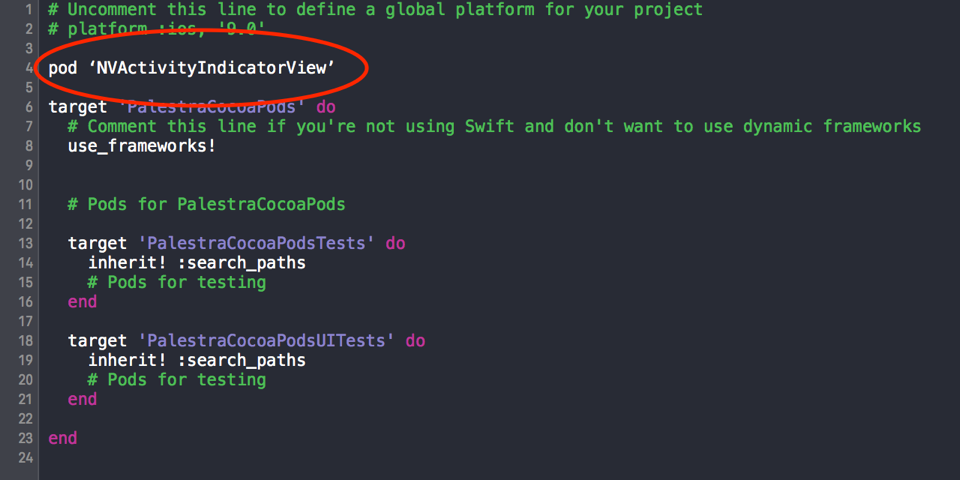 1 # Uncomment this line to define a global platform for your project
2 # platform :ios, '9.0'
3
4 pod ‘NVActivityIndicatorView’
5
6 target 'PalestraCocoaPods' do
7 # Comment this line if you're not using Swift and don't want to use dynamic frameworks
8 use_frameworks!
9
10
11 # Pods for PalestraCocoaPods
12
13 target 'PalestraCocoaPodsTests' do
14 inherit! :search_paths
15 # Pods for testing
16 end
17
18 target 'PalestraCocoaPodsUITests' do
19 inherit! :search_paths
20 # Pods for testing
21 end
22
23 end
24